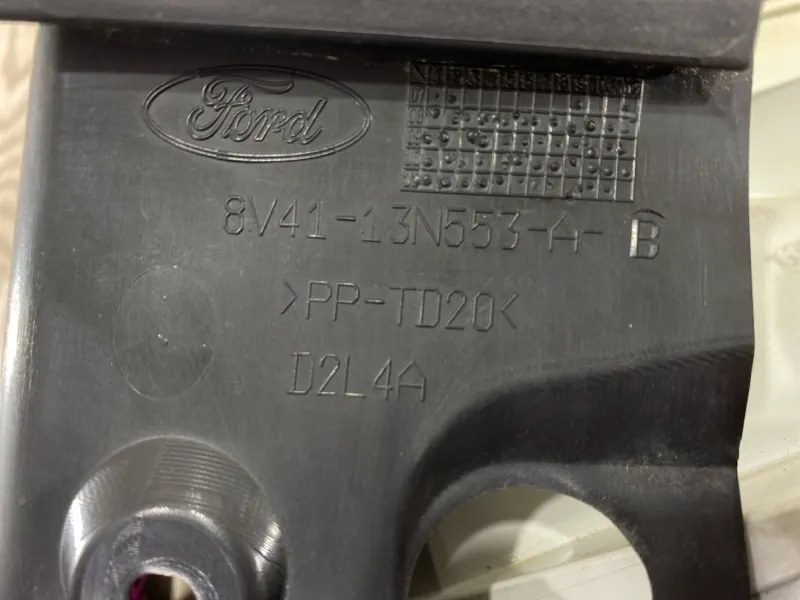 Ford
8V41-13N553-A-B
>PP-TD20<
D2L4A